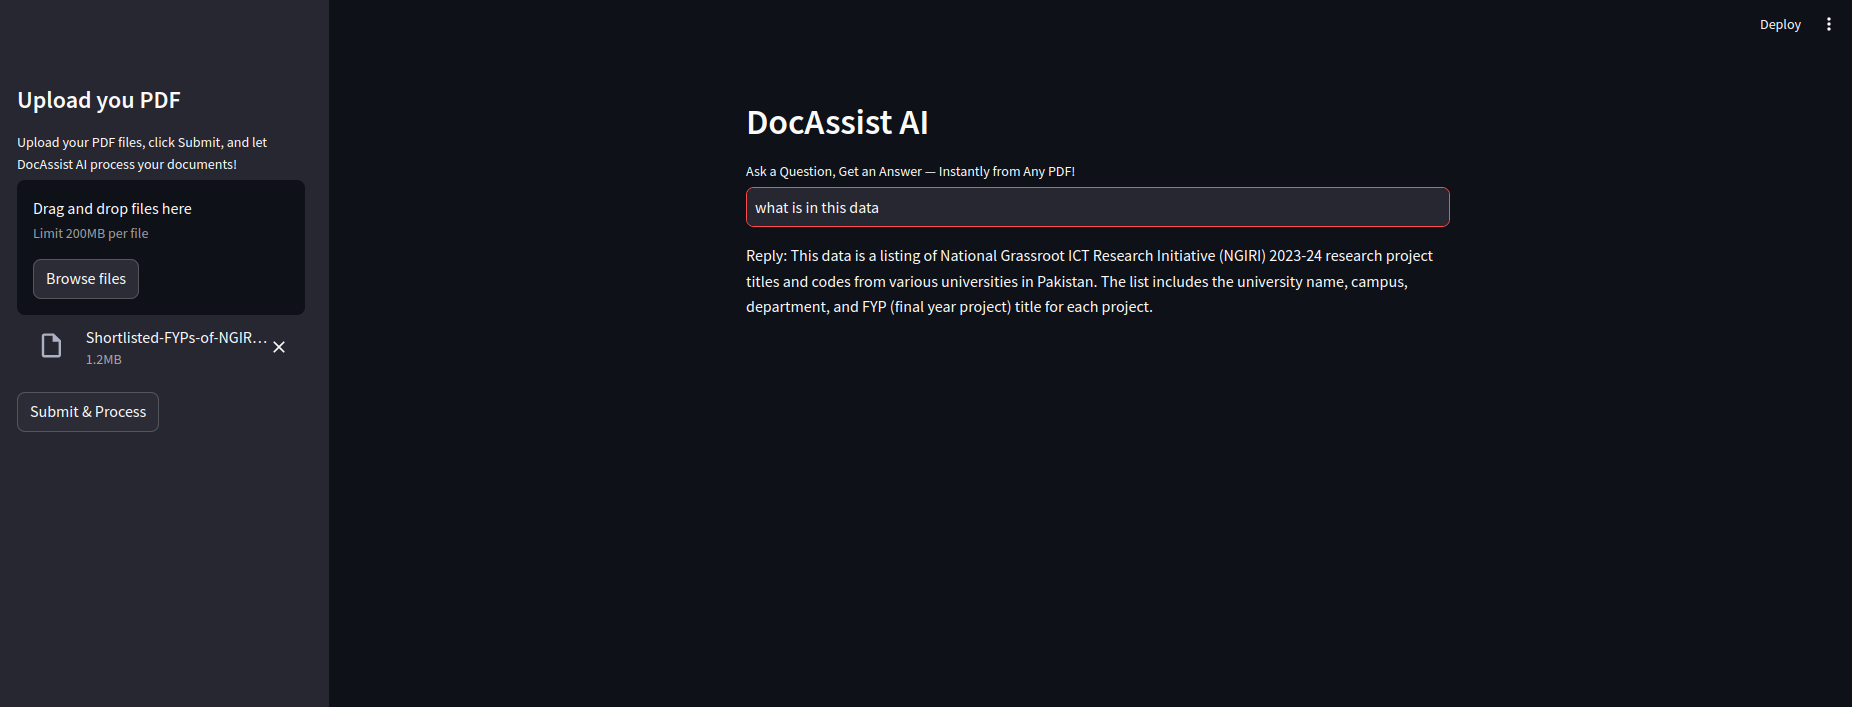 Deploy
Upload you PDF
Upload your PDF files, click Submit, and let
DocAssist AI process your documents!
Drag and drop files here
Limit 200MB per file
Browse files
Shortlisted-FYPs-of-NGIR...
1.2MB
Submit & Process
DocAssist AI
Ask a Question, Get an Answer — Instantly from Any PDF!
what is in this data
Reply: This data is a listing of National Grassroot ICT Research Initiative (NGIRI) 2023-24 research project
titles and codes from various universities in Pakistan. The list includes the university name, campus,
department, and FYP (final year project) title for each project.